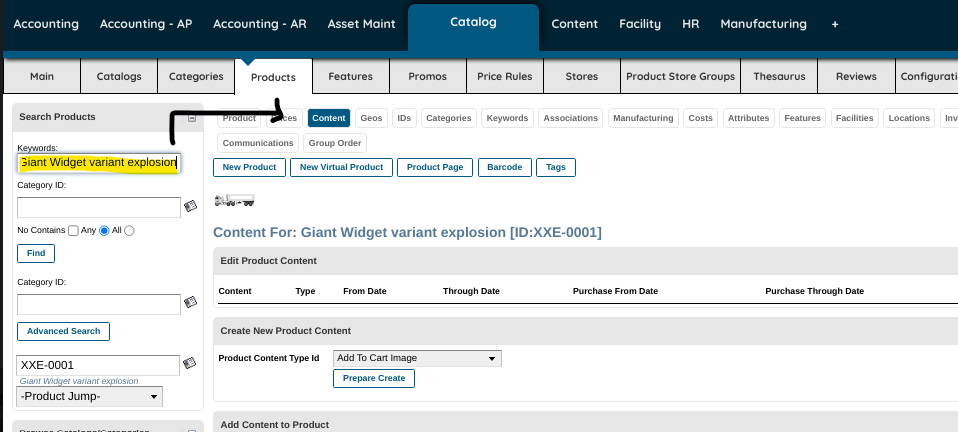 Accounting Accounting - AP Accounting - AR Asset Maint Catalog Content Facility HR Manufacturing +
Main Catalogs Categories Products Features Promos Price Rules Stores Product Store Groups Thesaurus Reviews Configurati
Search Products
Keywords:
Giant Widget variant explosion
Category ID:
No Contains Any All
Find
Category ID:
Advanced Search
XXE-0001
Giant Widget variant explosion
-Product Jump-
Product Content Geos IDs Categories Keywords Associations Manufacturing Costs Attributes Features Facilities Locations Inv
Communications Group Order
New Product New Virtual Product Product Page Barcode Tags
Content For: Giant Widget variant explosion [ID:XXE-0001]
Edit Product Content
Content Type From Date Through Date Purchase From Date Purchase Through Date
Create New Product Content
Product Content Type Id Add To Cart Image
Prepare Create
Add Content to Product